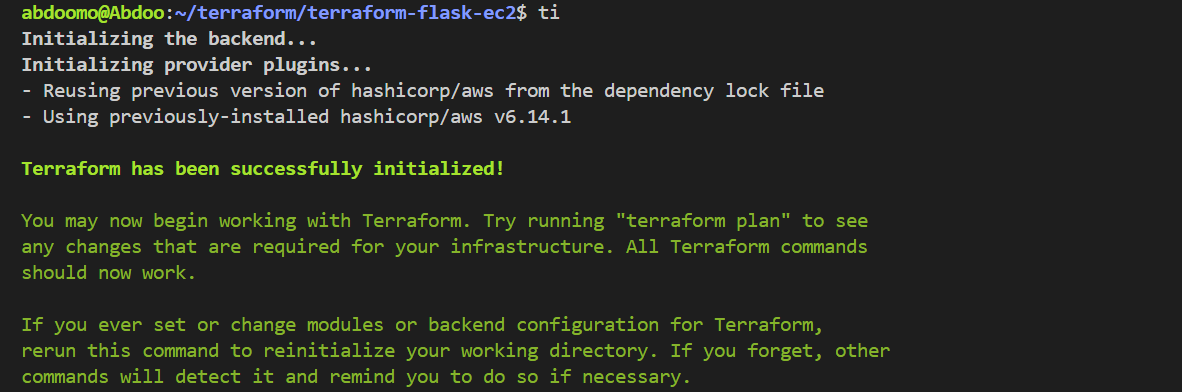 abdoomo@Abdoo:~/terraform/terraform-flask-ec2$ ti
Initializing the backend...
Initializing provider plugins...
- Reusing previous version of hashicorp/aws from the dependency lock file
- Using previously-installed hashicorp/aws v6.14.1
Terraform has been successfully initialized!
You may now begin working with Terraform. Try running "terraform plan" to see
any changes that are required for your infrastructure. All Terraform commands
should now work.
If you ever set or change modules or backend configuration for Terraform,
rerun this command to reinitialize your working directory. If you forget, other
commands will detect it and remind you to do so if necessary.